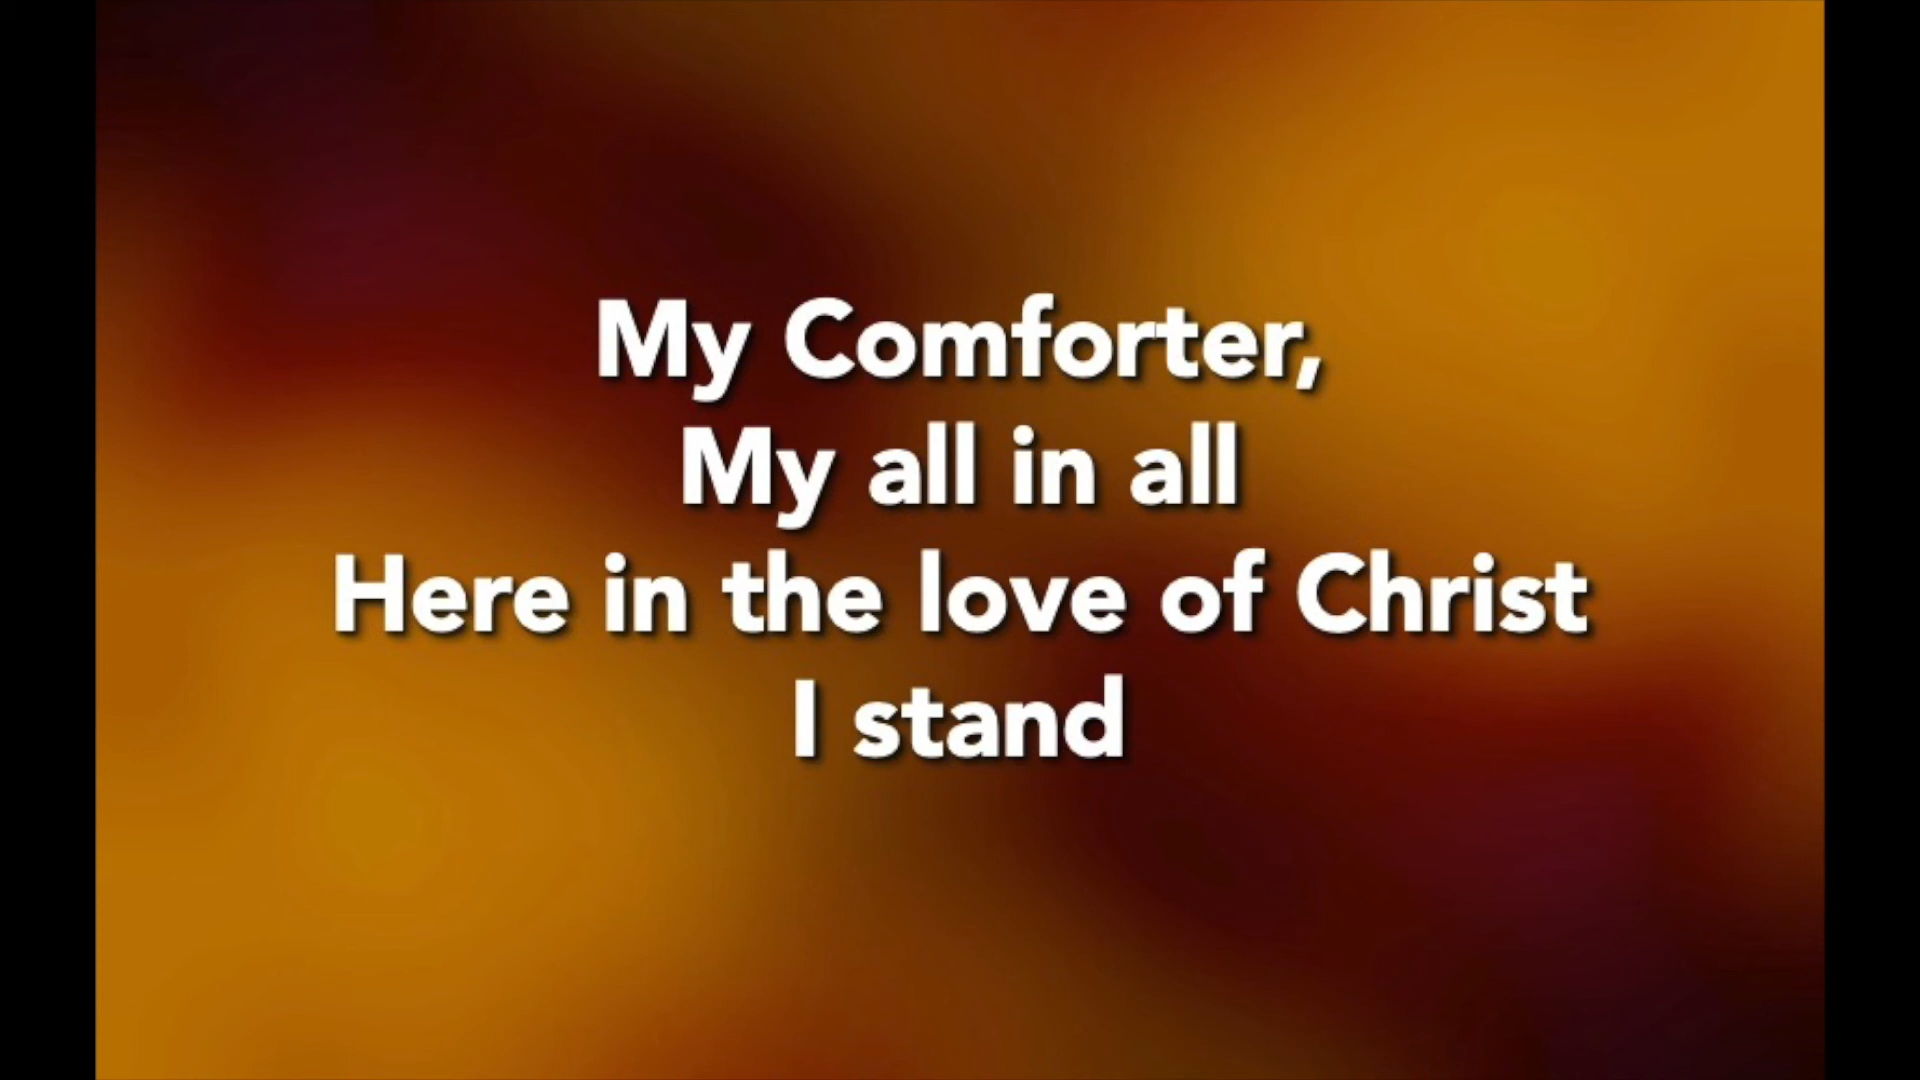 My Comforter,
My all in all
Here in the love of Christ
I stand